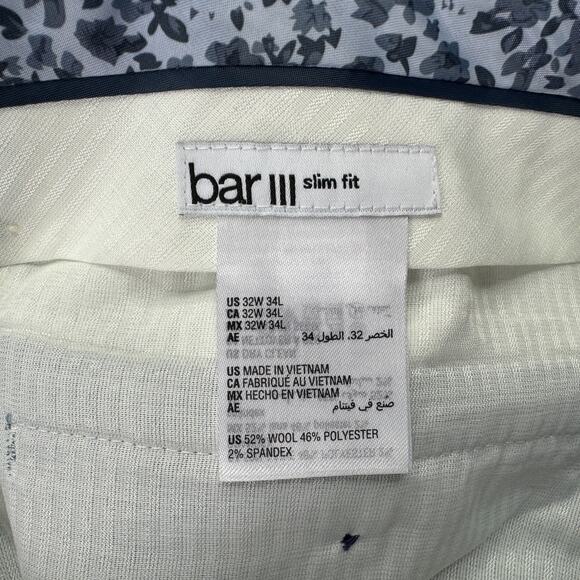 bar III slim fit
US 32W 34L
CA 32W 34L
MX 32W 34L
AE الخصر 32، الطول 34
US MADE IN VIETNAM
CA FABRIQUÉ AU VIETNAM
MX HECHO EN VIETNAM
AE صنع في فيتنام
US 52% WOOL 46% POLYESTER
2% SPANDEX